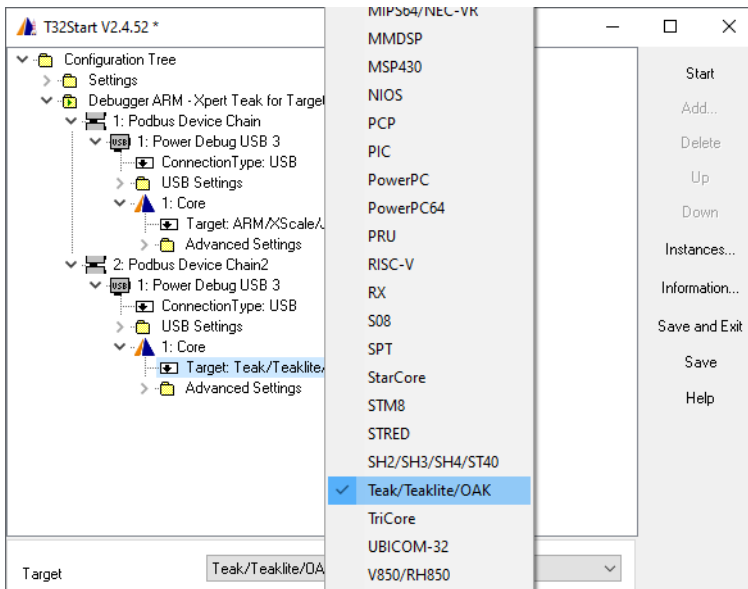 T32Start V2.4.52 *
Configuration Tree
Settings
Debugger ARM - Xpert Teak for Target
1: Podbus Device Chain
1: Power Debug USB 3
ConnectionType: USB
USB Settings
1: Core
Target: ARM/XScale/
Advanced Settings
2: Podbus Device Chain2
1: Power Debug USB 3
ConnectionType: USB
USB Settings
1: Core
Target: Teak/Teaklite/
Advanced Settings
Target
Teak/Teaklite/OA
MIPS64/NEC-VR
MMDSP
MSP430
NIOS
PCP
PIC
PowerPC
PowerPC64
PRU
RISC-V
RX
S08
SPT
StarCore
STM8
STRED
SH2/SH3/SH4/ST40
Teak/Teaklite/OAK
TriCore
UBICOM-32
V850/RH850
Start
Add...
Delete
Up
Down
Instances...
Information...
Save and Exit
Save
Help